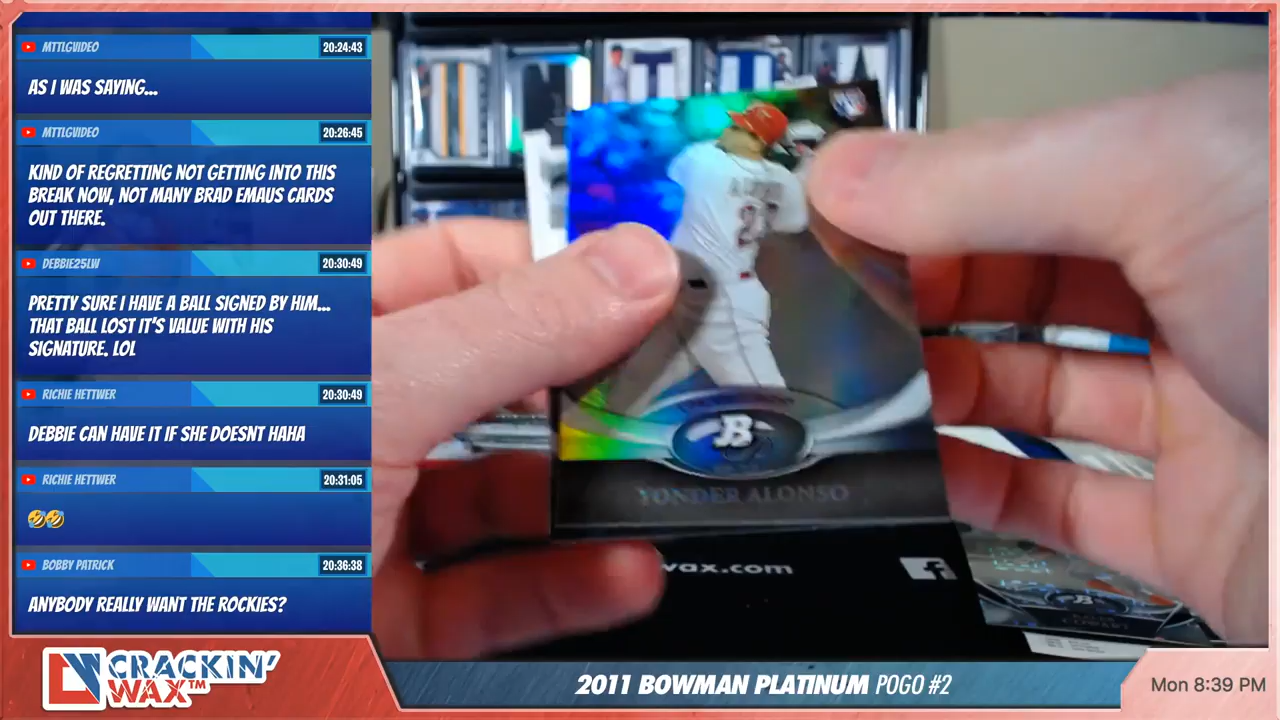 MTTLGVIDEO
20:24:43
AS I WAS SAYING...
MTTLGVIDEO
20:26:45
KIND OF REGRETTING NOT GETTING INTO THIS
BREAK NOW, NOT MANY BRAD EMAUS CARDS
OUT THERE.
DEBBIE25LW
20:30:49
PRETTY SURE I HAVE A BALL SIGNED BY HIM...
THAT BALL LOST IT'S VALUE WITH HIS
SIGNATURE. LOL
RICHIE HETTWER
20:30:49
DEBBIE CAN HAVE IT IF SHE DOESNT HAHA
RICHIE HETTWER
20:31:05
🤣🤣
BOBBY PATRICK
20:36:38
ANYBODY REALLY WANT THE ROCKIES?
B
YONDER ALONSO
wax.com
f
CRACKIN'
WAX™
2011 BOWMAN PLATINUM POGO #2
Mon 8:39 PM